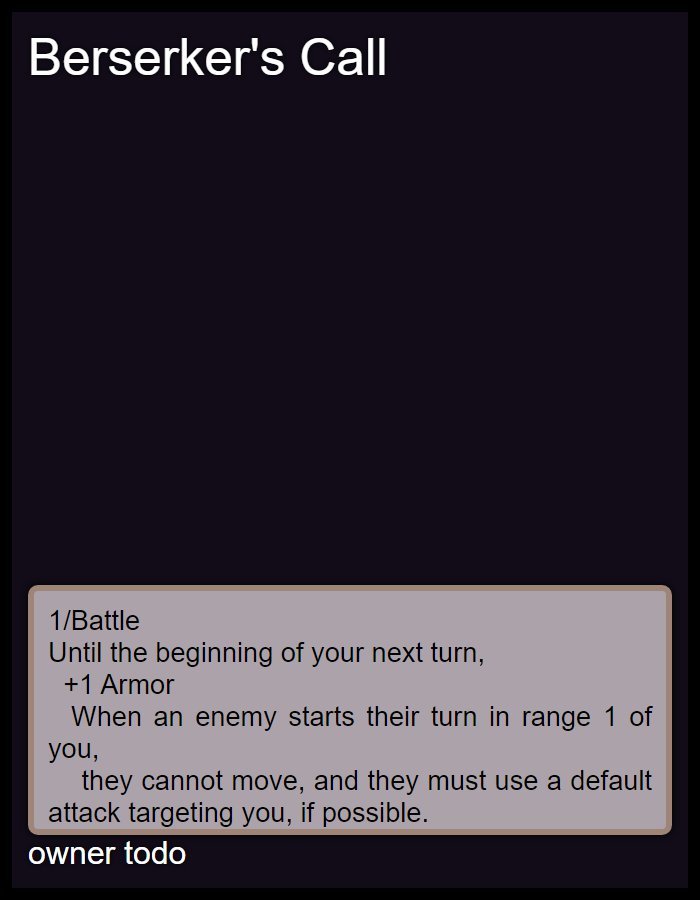 Berserker's Call
1/Battle
Until the beginning of your next turn,
+1 Armor
When an enemy starts their turn in range 1 of
you,
they cannot move, and they must use a default
attack targeting you, if possible.
owner todo